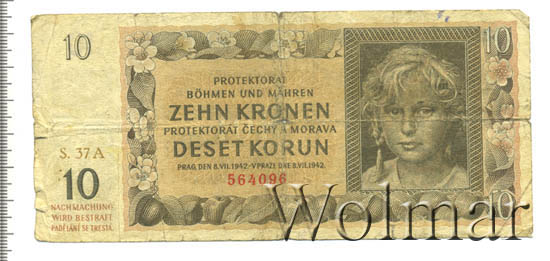 10
10
PROTEKTORAT
BÖHMEN UND MÄHREN
ZEHN KRONEN
PROTEKTORÁT ČECHY A MORAVA
DESET KORUN
PRAG, DEN 8.VII.1942. - V PRAZE DNE 8.VII.1942.
564096
S. 37 A
10
NACHMACHUNG
WIRD BESTRAFT
PADĚLÁNÍ SE TRESTÁ.
10
Wolmar